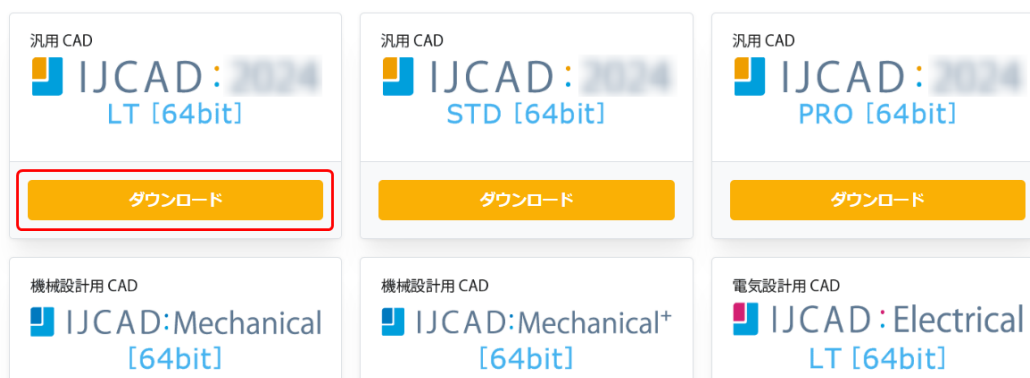 汎用 CAD
IJCAD:
LT [64bit]
ダウンロード
汎用 CAD
IJCAD:
STD [64bit]
ダウンロード
汎用 CAD
IJCAD:
PRO [64bit]
ダウンロード
機械設計用 CAD
IJCAD:Mechanical
[64bit]
機械設計用 CAD
IJCAD:Mechanical⁺
[64bit]
電気設計用 CAD
IJCAD:Electrical
LT [64bit]